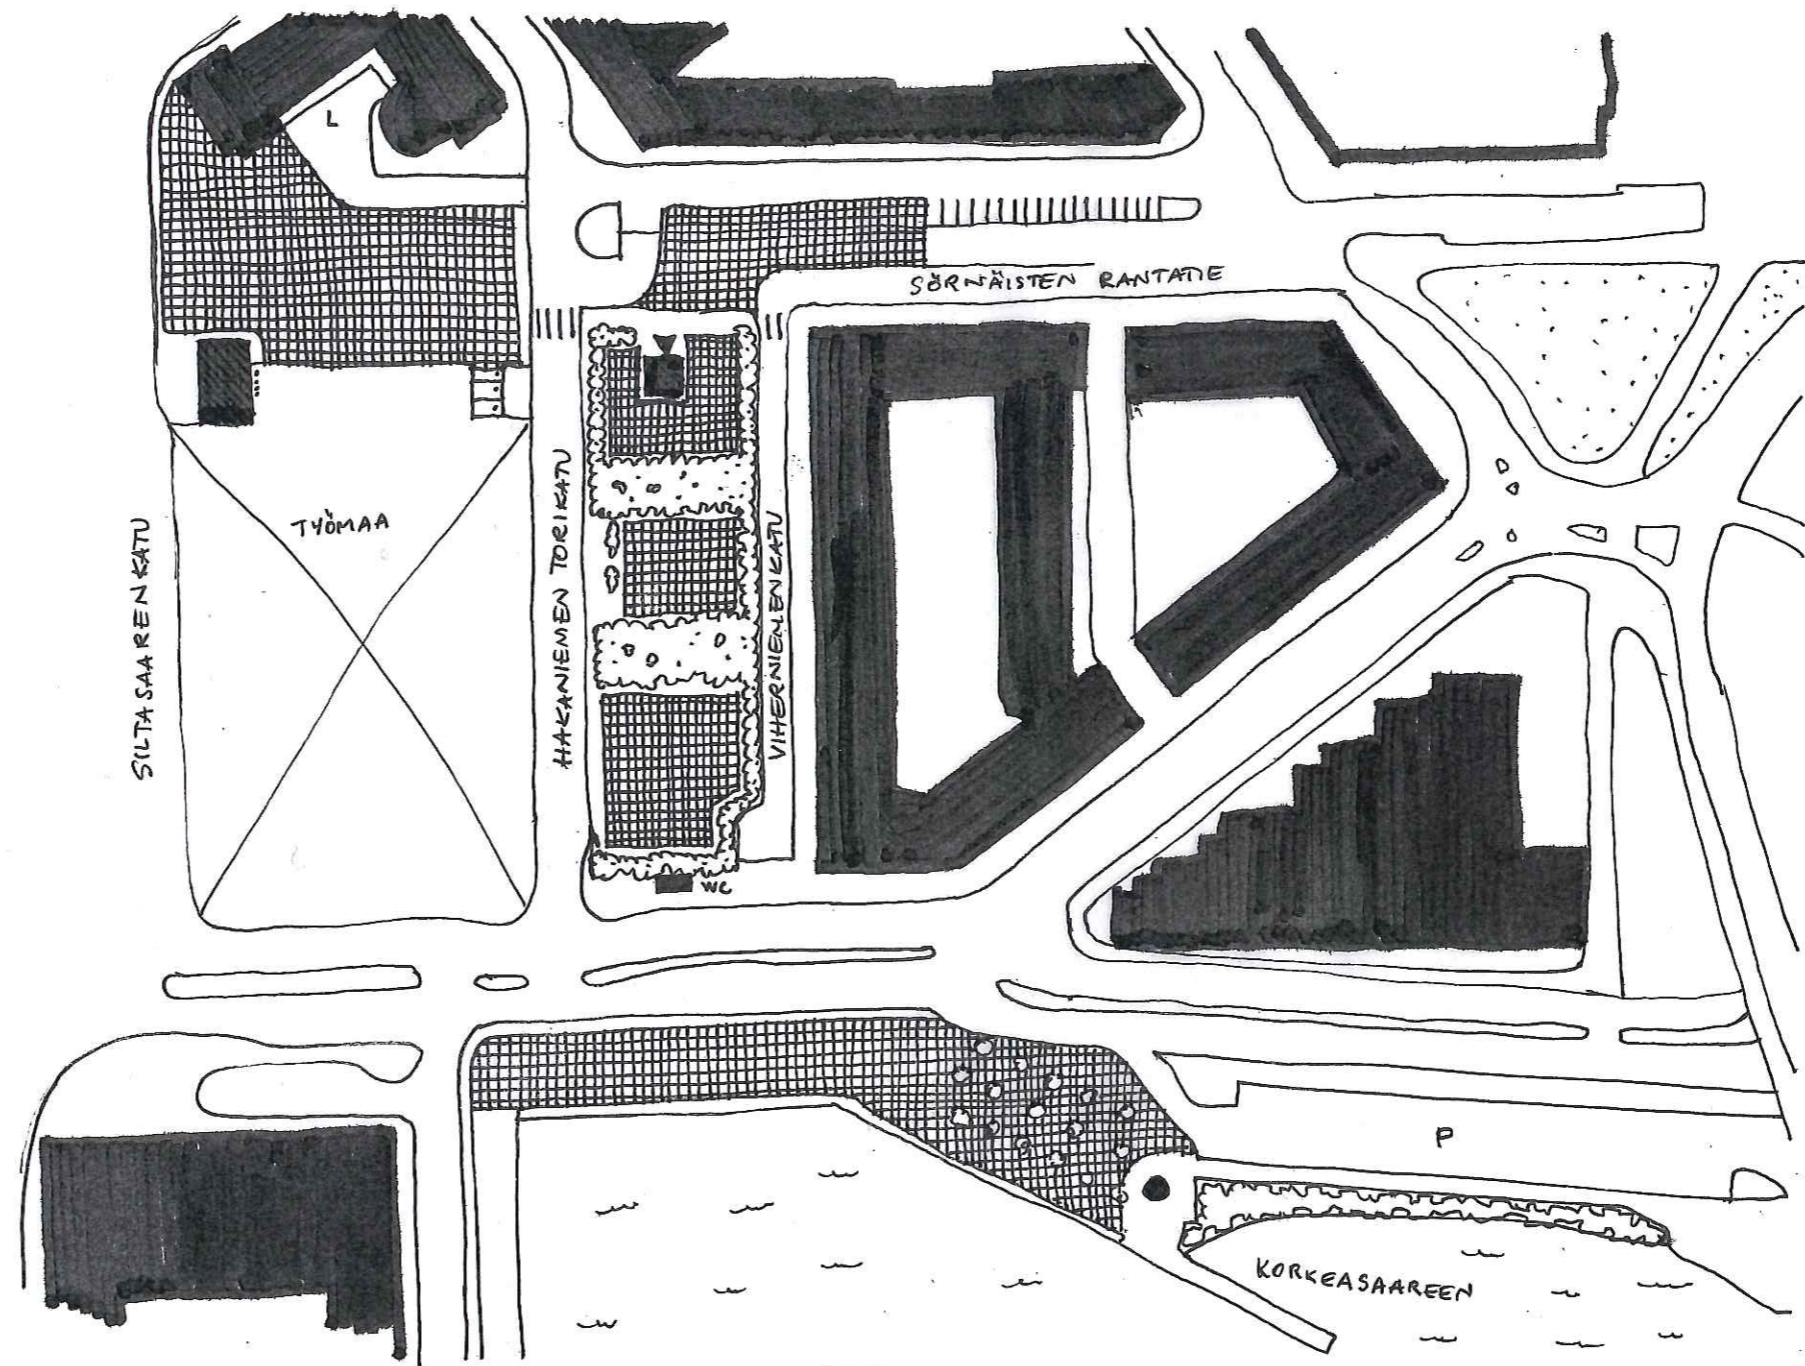 L
SÖRNÄISTEN RANTATIE
TYÖMAA
SILTASAARENKATU
HAKANIEMEN TORIKATU
VIHERNIEMENKATU
WC
P
KORKEASAAREEN